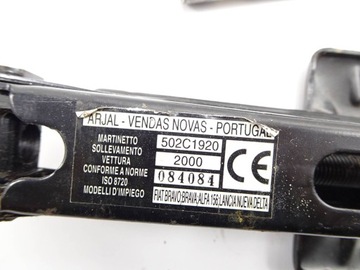 ARJAL - VENDAS NOVAS - PORTUGAL
MARTINETTO
SOLLEVAMENTO
VETTURA
CONFORME A NORME
ISO 8720
MODELLI D'IMPIEGO
502C1920
2000
084084
CE
FIAT BRAVO,BRAVA,ALFA 156,LANCIA NUEVA DELTA